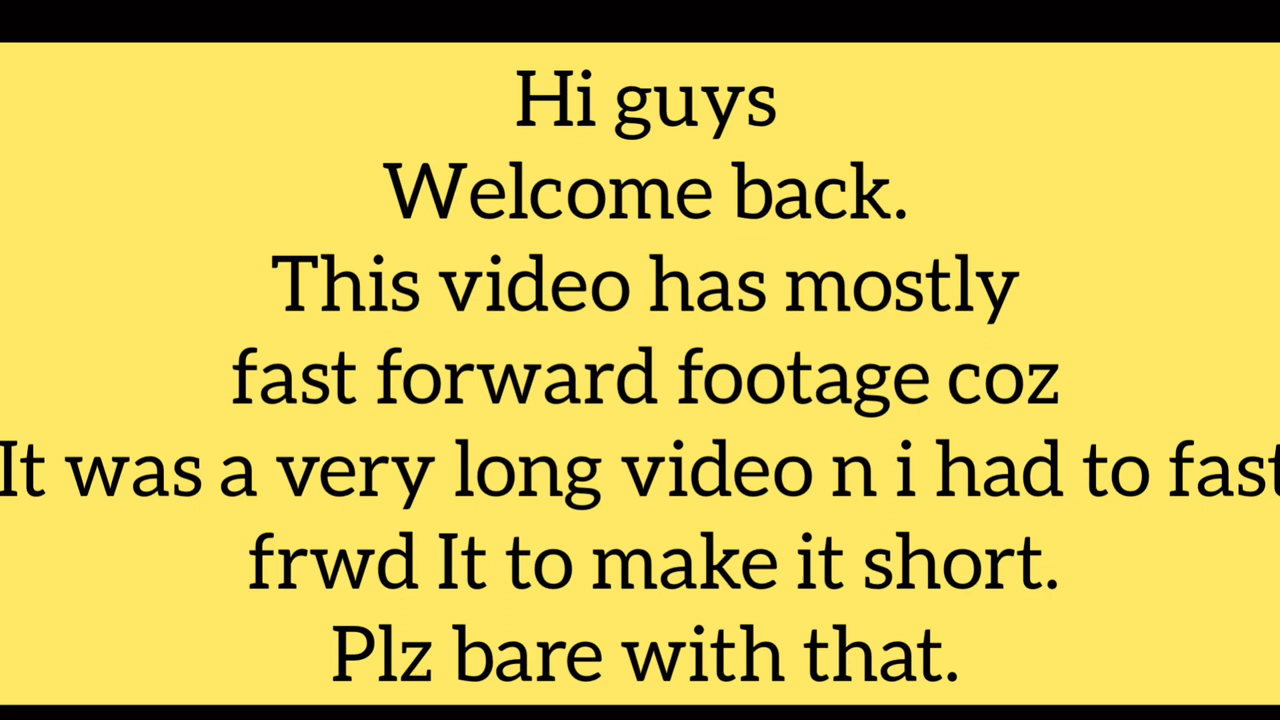 Hi guys
Welcome back.
This video has mostly
fast forward footage coz
It was a very long video n i had to fast
frwd It to make it short.
Plz bare with that.